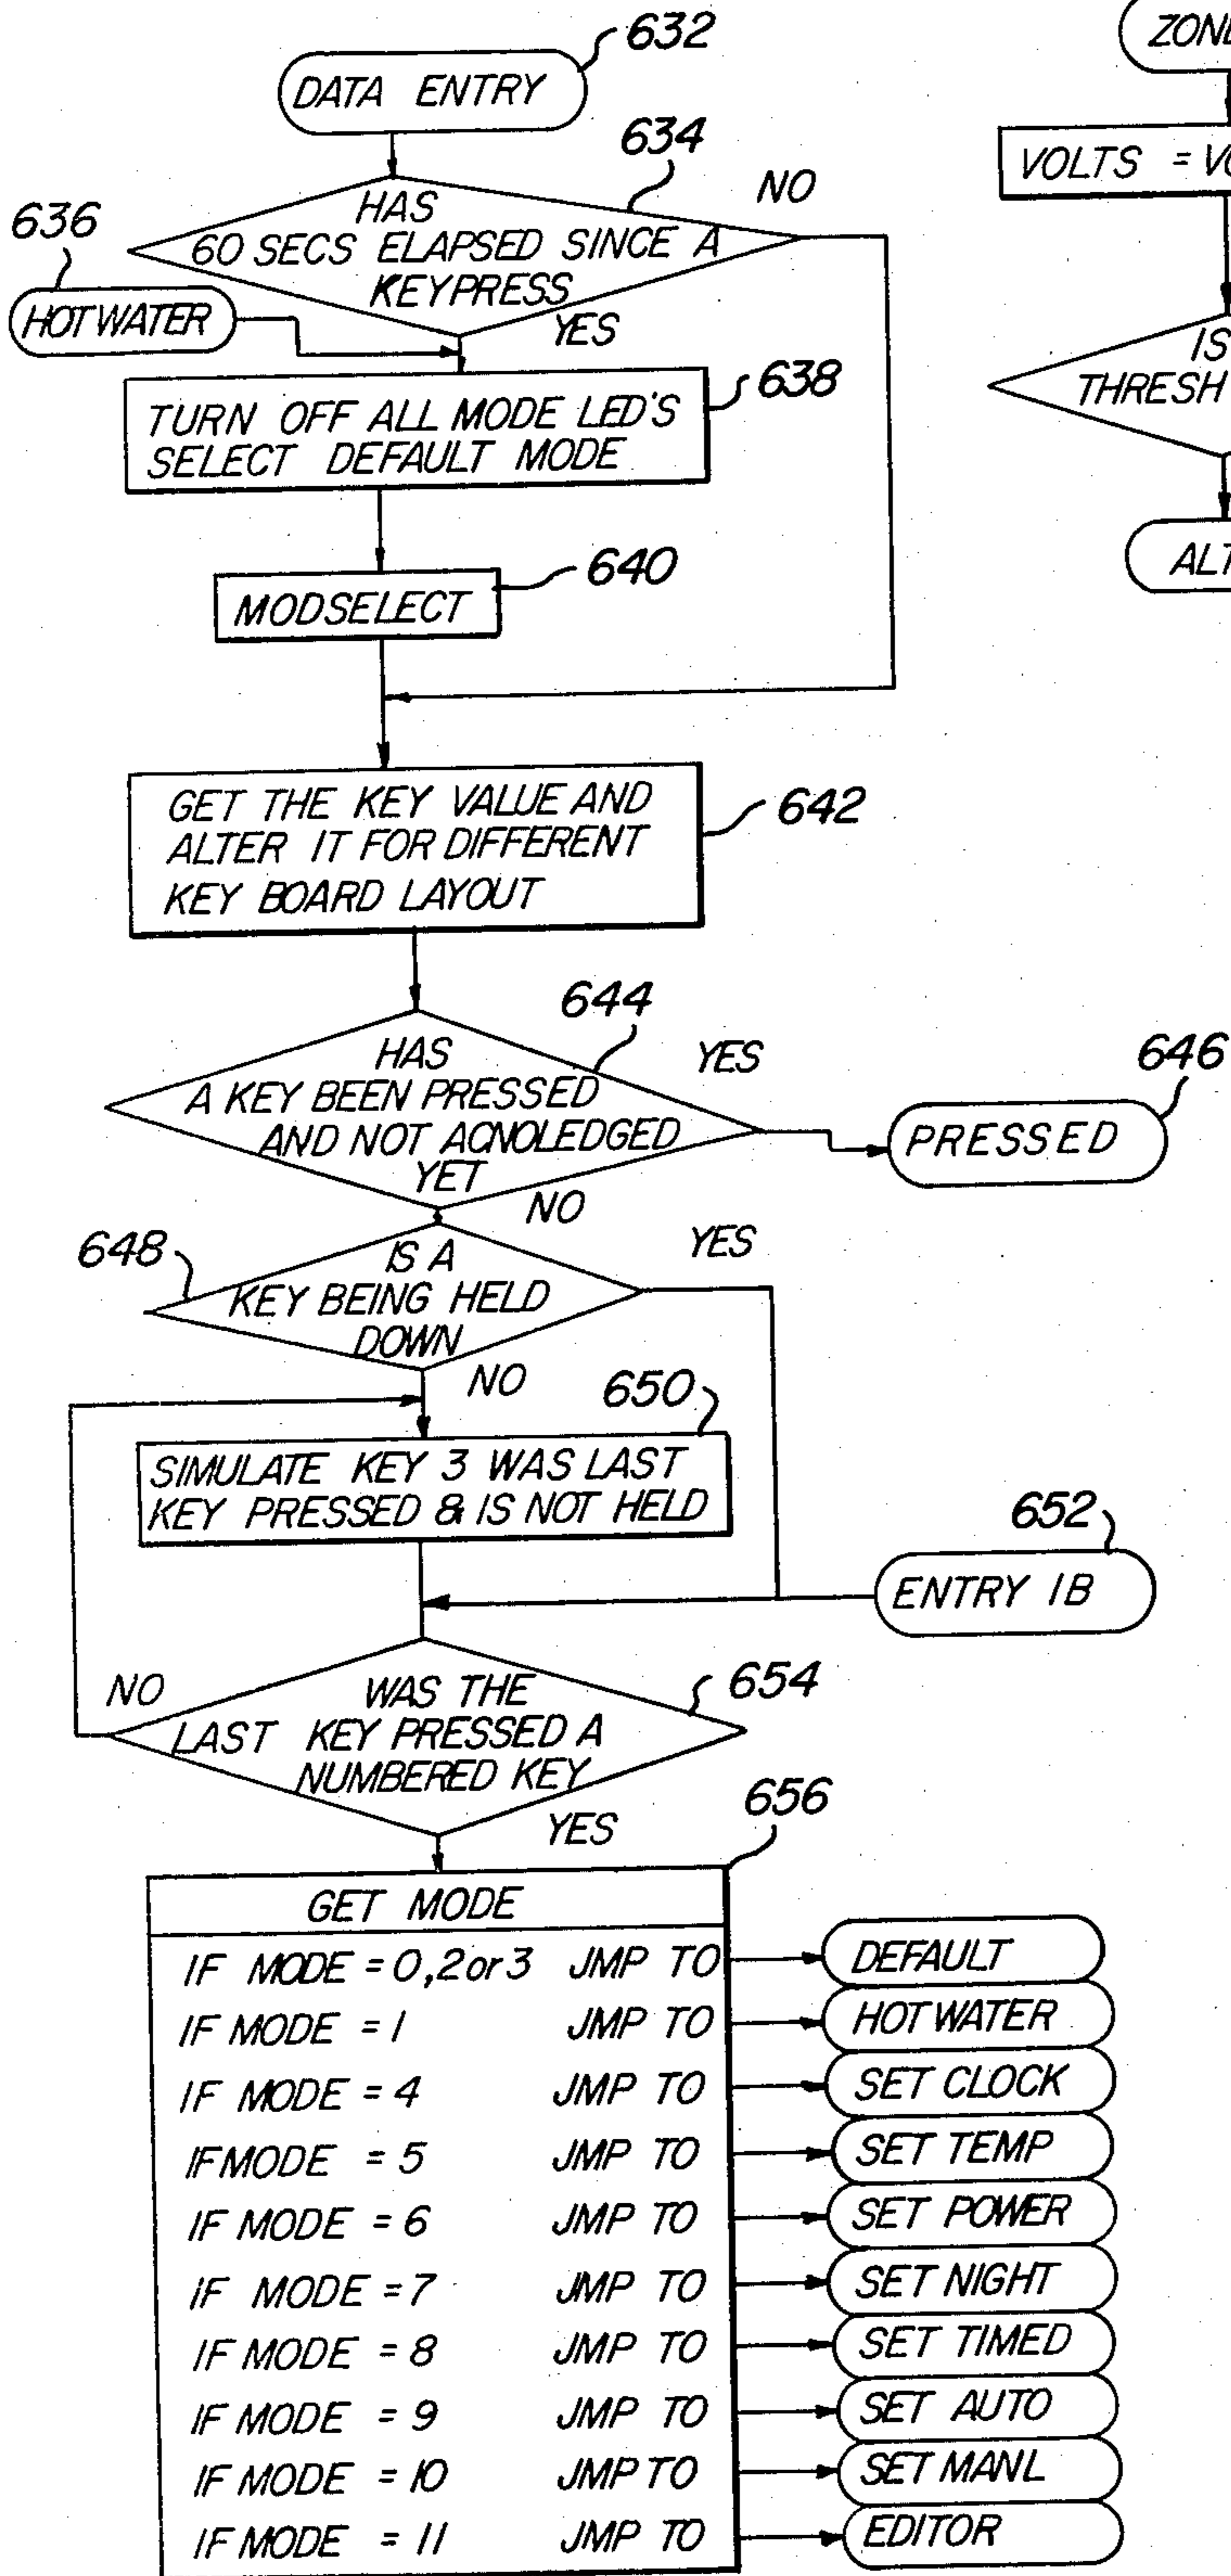 632
DATA ENTRY
634
NO
HAS
60 SECS ELAPSED SINCE A
KEYPRESS
636
HOTWATER
YES
638
TURN OFF ALL MODE LED'S
SELECT DEFAULT MODE
640
MODSELECT
642
GET THE KEY VALUE AND
ALTER IT FOR DIFFERENT
KEY BOARD LAYOUT
644
HAS
A KEY BEEN PRESSED
AND NOT ACNOLEDGED
YET
YES
646
PRESSED
NO
648
IS A
KEY BEING HELD
DOWN
YES
NO
650
SIMULATE KEY 3 WAS LAST
KEY PRESSED & IS NOT HELD
652
ENTRY 1B
654
NO
WAS THE
LAST KEY PRESSED A
NUMBERED KEY
YES
656
GET MODE
IF MODE = 0,2 or 3 JMP TO DEFAULT
IF MODE = 1 JMP TO HOTWATER
IF MODE = 4 JMP TO SET CLOCK
IF MODE = 5 JMP TO SET TEMP
IF MODE = 6 JMP TO SET POWER
IF MODE = 7 JMP TO SET NIGHT
IF MODE = 8 JMP TO SET TIMED
IF MODE = 9 JMP TO SET AUTO
IF MODE = 10 JMP TO SET MANL
IF MODE = 11 JMP TO EDITOR
VOLTS =
IS
THRESH